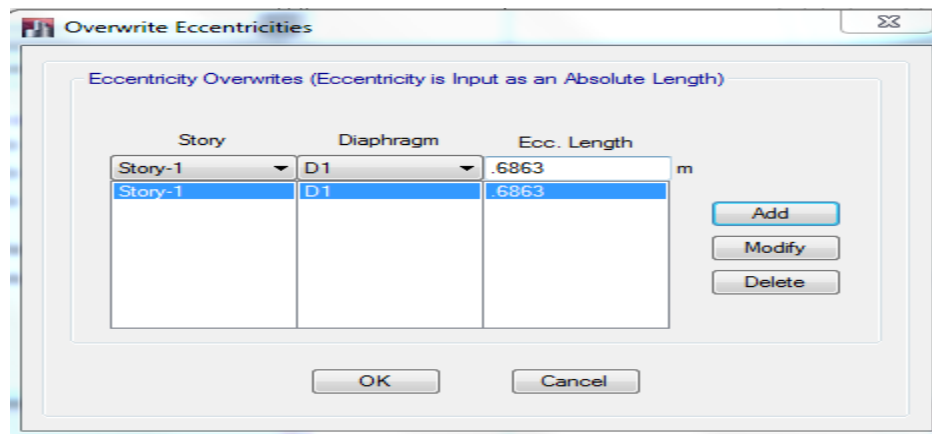 Overwrite Eccentricities
Eccentricity Overwrites (Eccentricity is Input as an Absolute Length)
Story Diaphragm Ecc. Length
Story-1 D1 .6863 m
Story-1 D1 .6863
Add
Modify
Delete
OK Cancel